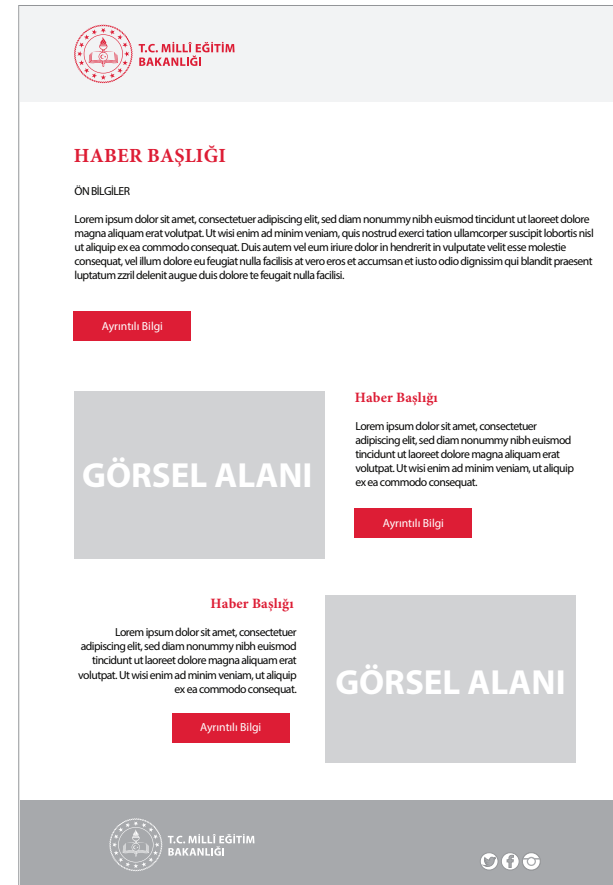 T.C. MİLLÎ EĞİTİM
BAKANLIĞI
HABER BAŞLIĞI
ÖN BİLGİLER
Lorem ipsum dolor sit amet, consectetuer adipiscing elit, sed diam nonummy nibh euismod tincidunt ut laoreet dolore
magna aliquam erat volutpat. Ut wisi enim ad minim veniam, quis nostrud exerci tation ullamcorper suscipit lobortis nisl
ut aliquip ex ea commodo consequat. Duis autem vel eum iriure dolor in hendrerit in vulputate velit esse molestie
consequat, vel illum dolore eu feugiat nulla facilisis at vero eros et accumsan et iusto odio dignissim qui blandit praesent
luptatum zzril delenit augue duis dolore te feugait nulla facilisi.
Ayrıntılı Bilgi
GÖRSEL ALANI
Haber Başlığı
Lorem ipsum dolor sit amet, consectetuer
adipiscing elit, sed diam nonummy nibh euismod
tincidunt ut laoreet dolore magna aliquam erat
volutpat. Ut wisi enim ad minim veniam, ut aliquip
ex ea commodo consequat.
Ayrıntılı Bilgi
Haber Başlığı
Lorem ipsum dolor sit amet, consectetuer
adipiscing elit, sed diam nonummy nibh euismod
tincidunt ut laoreet dolore magna aliquam erat
volutpat. Ut wisi enim ad minim veniam, ut aliquip
ex ea commodo consequat.
Ayrıntılı Bilgi
GÖRSEL ALANI
T.C. MİLLÎ EĞİTİM
BAKANLIĞI